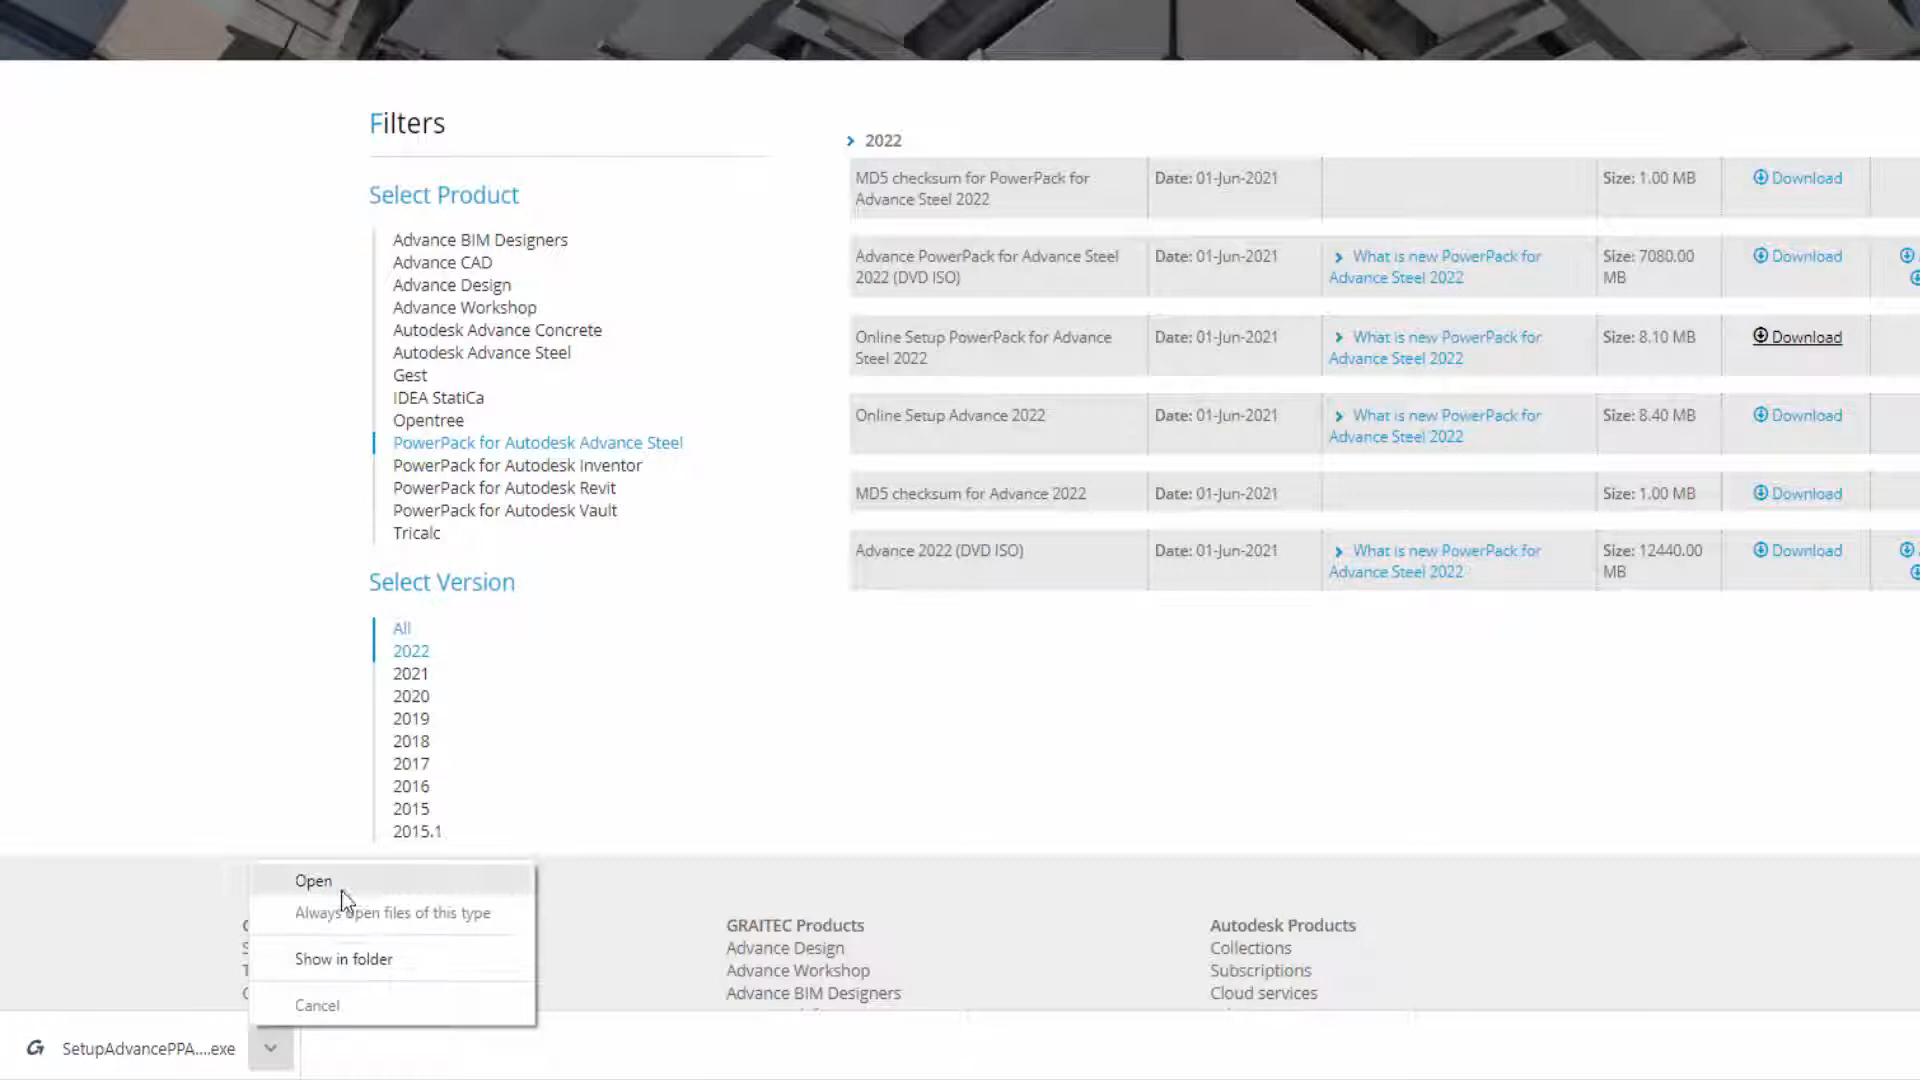 Filters
Select Product
Advance BIM Designers
Advance CAD
Advance Design
Advance Workshop
Autodesk Advance Concrete
Autodesk Advance Steel
Gest
IDEA StatiCa
Opentree
PowerPack for Autodesk Advance Steel
PowerPack for Autodesk Inventor
PowerPack for Autodesk Revit
PowerPack for Autodesk Vault
Tricalc
Select Version
All
2022
2021
2020
2019
2018
2017
2016
2015
2015.1
2022
MD5 checksum for PowerPack for
Advance Steel 2022
Date: 01-Jun-2021
Size: 1.00 MB
Download
Advance PowerPack for Advance Steel
2022 (DVD ISO)
Date: 01-Jun-2021
What is new PowerPack for
Advance Steel 2022
Size: 7080.00
MB
Download
Online Setup PowerPack for Advance
Steel 2022
Date: 01-Jun-2021
What is new PowerPack for
Advance Steel 2022
Size: 8.10 MB
Download
Online Setup Advance 2022
Date: 01-Jun-2021
What is new PowerPack for
Advance Steel 2022
Size: 8.40 MB
Download
MD5 checksum for Advance 2022
Date: 01-Jun-2021
Size: 1.00 MB
Download
Advance 2022 (DVD ISO)
Date: 01-Jun-2021
What is new PowerPack for
Advance Steel 2022
Size: 12440.00
MB
Download
Open
Always open files of this type
Show in folder
Cancel
GRAITEC Products
Advance Design
Advance Workshop
Advance BIM Designers
Autodesk Products
Collections
Subscriptions
Cloud services
SetupAdvancePPA....exe